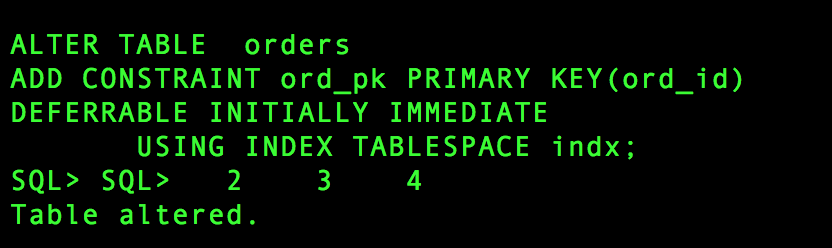 ALTER TABLE  orders
ADD CONSTRAINT ord_pk PRIMARY KEY(ord_id)
DEFERRABLE INITIALLY IMMEDIATE
       USING INDEX TABLESPACE indx;
SQL> SQL>   2    3    4
Table altered.